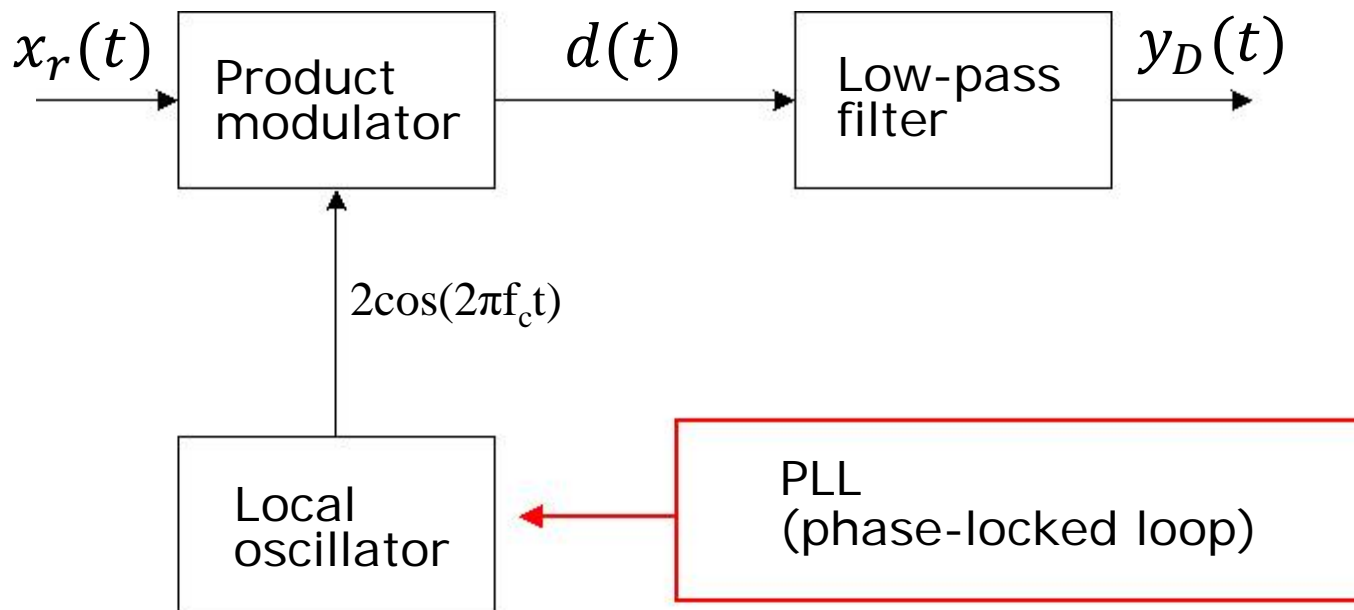 x_r(t)
Product
modulator
d(t)
Low-pass
filter
y_D(t)
2cos(2πf_ct)
Local
oscillator
PLL
(phase-locked loop)